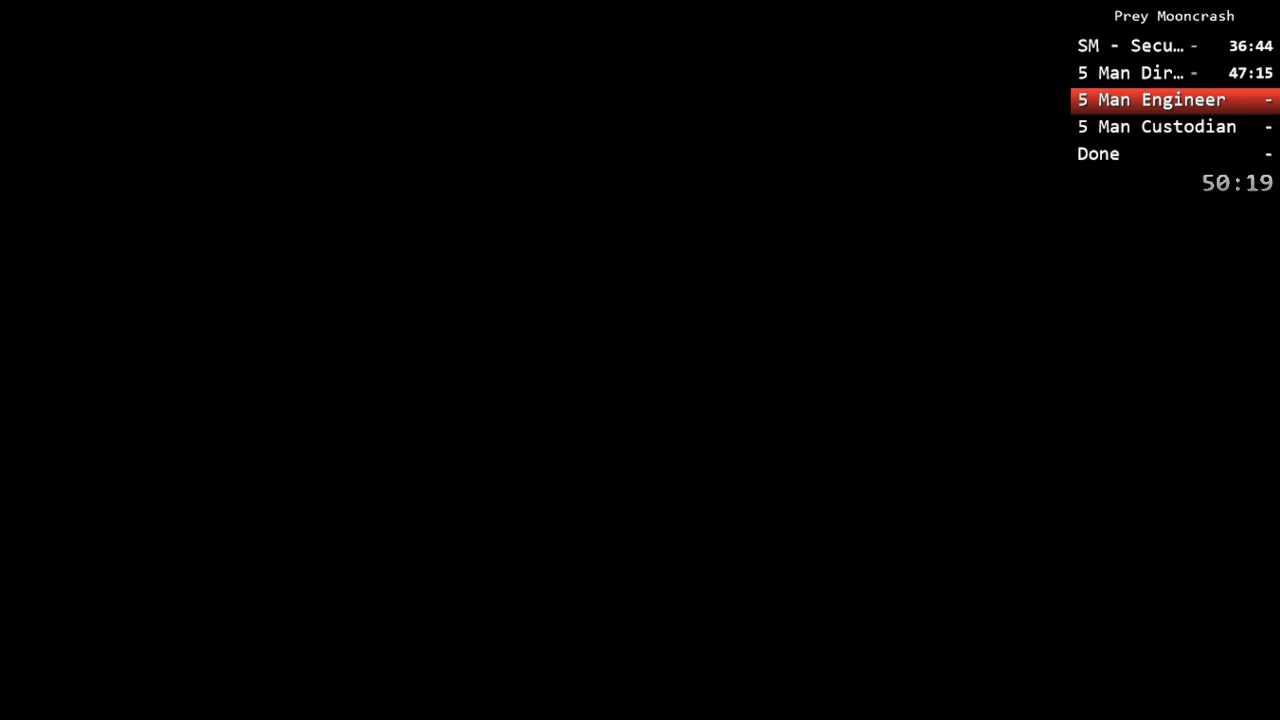 Prey Mooncrash
SM - Secu… - 36:44
5 Man Dir… - 47:15
5 Man Engineer -
5 Man Custodian -
Done -
50:19